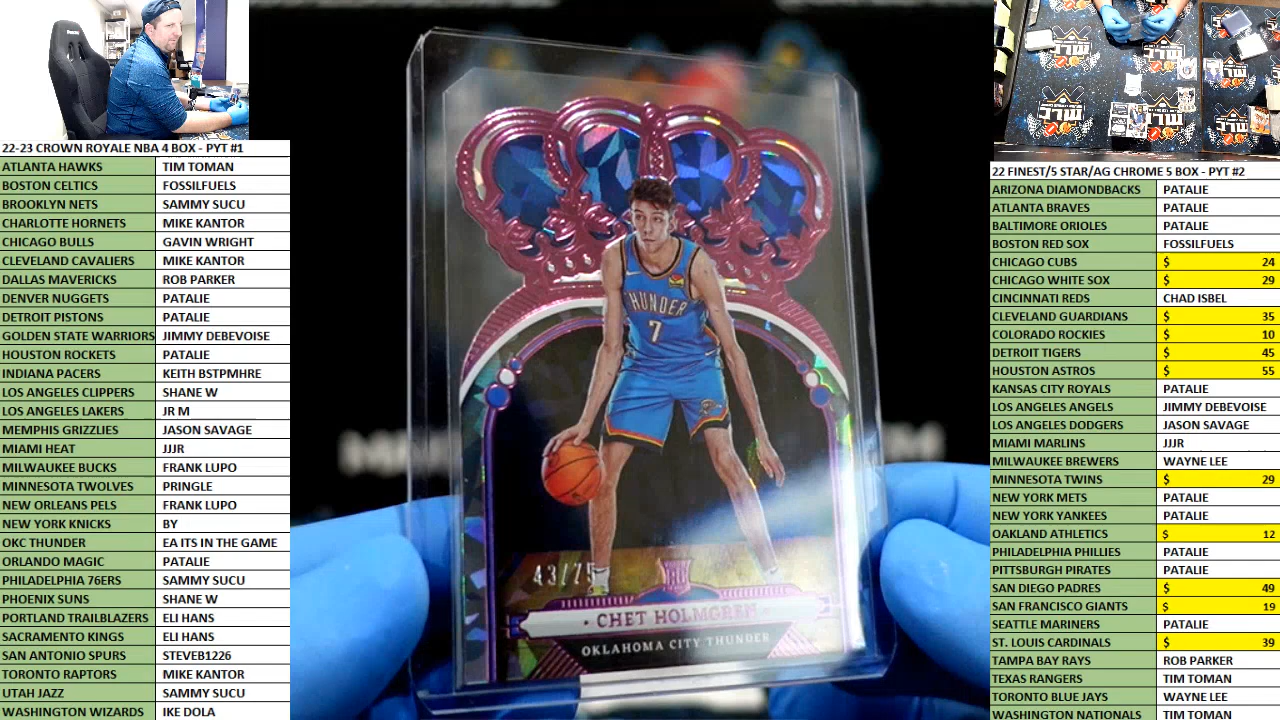 22-23 CROWN ROYALE NBA 4 BOX - PYT #1
ATLANTA HAWKS TIM TOMAN
BOSTON CELTICS FOSSILFUELS
BROOKLYN NETS SAMMY SUCU
CHARLOTTE HORNETS MIKE KANTOR
CHICAGO BULLS GAVIN WRIGHT
CLEVELAND CAVALIERS MIKE KANTOR
DALLAS MAVERICKS ROB PARKER
DENVER NUGGETS PATALIE
DETROIT PISTONS PATALIE
GOLDEN STATE WARRIORS JIMMY DEBEVOISE
HOUSTON ROCKETS PATALIE
INDIANA PACERS KEITH BSTPMHRE
LOS ANGELES CLIPPERS SHANE W
LOS ANGELES LAKERS JR M
MEMPHIS GRIZZLIES JASON SAVAGE
MIAMI HEAT JJJR
MILWAUKEE BUCKS FRANK LUPO
MINNESOTA TWOLVES PRINGLE
NEW ORLEANS PELS FRANK LUPO
NEW YORK KNICKS BY
OKC THUNDER EA ITS IN THE GAME
ORLANDO MAGIC PATALIE
PHILADELPHIA 76ERS SAMMY SUCU
PHOENIX SUNS SHANE W
PORTLAND TRAILBLAZERS ELI HANS
SACRAMENTO KINGS ELI HANS
SAN ANTONIO SPURS STEVEB1226
TORONTO RAPTORS MIKE KANTOR
UTAH JAZZ SAMMY SUCU
WASHINGTON WIZARDS IKE DOLA
THUNDER
7
43/75
CHET HOLMGREN
OKLAHOMA CITY THUNDER
22 FINEST/5 STAR/AG CHROME 5 BOX - PYT #2
ARIZONA DIAMONDBACKS PATALIE
ATLANTA BRAVES PATALIE
BALTIMORE ORIOLES PATALIE
BOSTON RED SOX FOSSILFUELS
CHICAGO CUBS $ 24
CHICAGO WHITE SOX $ 29
CINCINNATI REDS CHAD ISBEL
CLEVELAND GUARDIANS $ 35
COLORADO ROCKIES $ 10
DETROIT TIGERS $ 45
HOUSTON ASTROS $ 55
KANSAS CITY ROYALS PATALIE
LOS ANGELES ANGELS JIMMY DEBEVOISE
LOS ANGELES DODGERS JASON SAVAGE
MIAMI MARLINS JJJR
MILWAUKEE BREWERS WAYNE LEE
MINNESOTA TWINS $ 29
NEW YORK METS PATALIE
NEW YORK YANKEES PATALIE
OAKLAND ATHLETICS $ 12
PHILADELPHIA PHILLIES PATALIE
PITTSBURGH PIRATES PATALIE
SAN DIEGO PADRES $ 49
SAN FRANCISCO GIANTS $ 19
SEATTLE MARINERS PATALIE
ST. LOUIS CARDINALS $ 39
TAMPA BAY RAYS ROB PARKER
TEXAS RANGERS TIM TOMAN
TORONTO BLUE JAYS WAYNE LEE
WASHINGTON NATIONALS TIM TOMAN